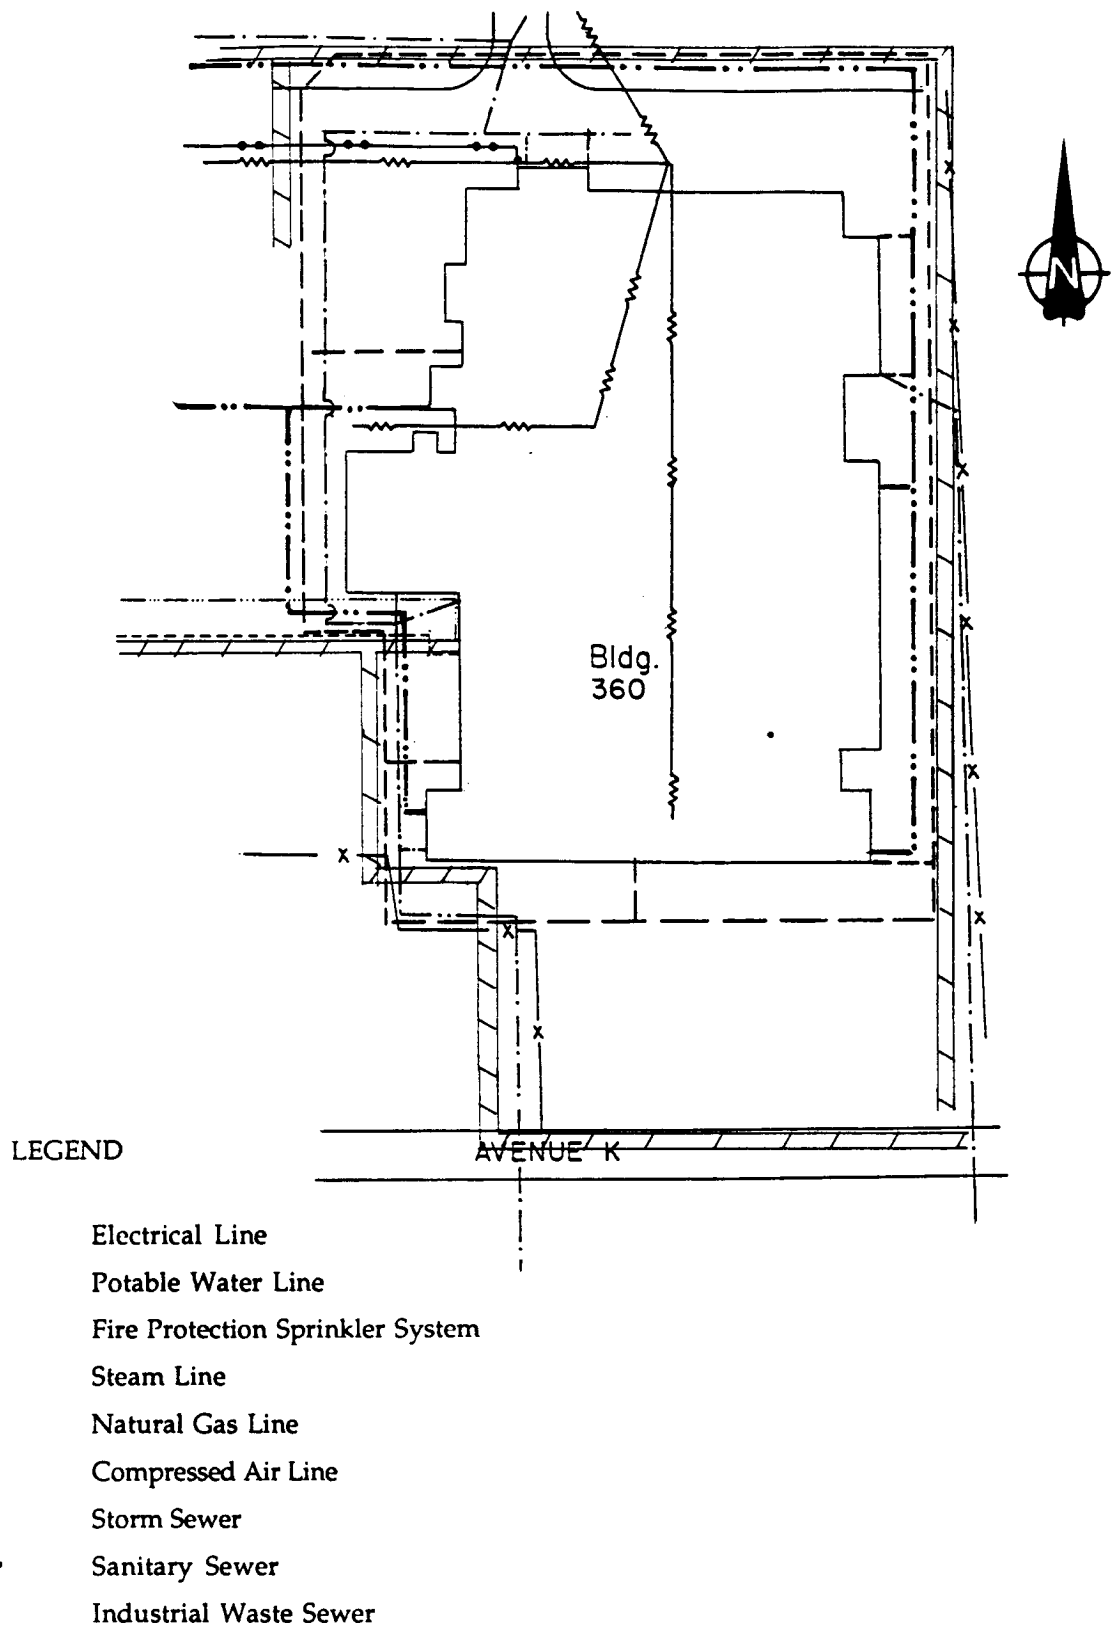 N
Bldg.
360
AVENUE K
LEGEND
Electrical Line
Potable Water Line
Fire Protection Sprinkler System
Steam Line
Natural Gas Line
Compressed Air Line
Storm Sewer
Sanitary Sewer
Industrial Waste Sewer